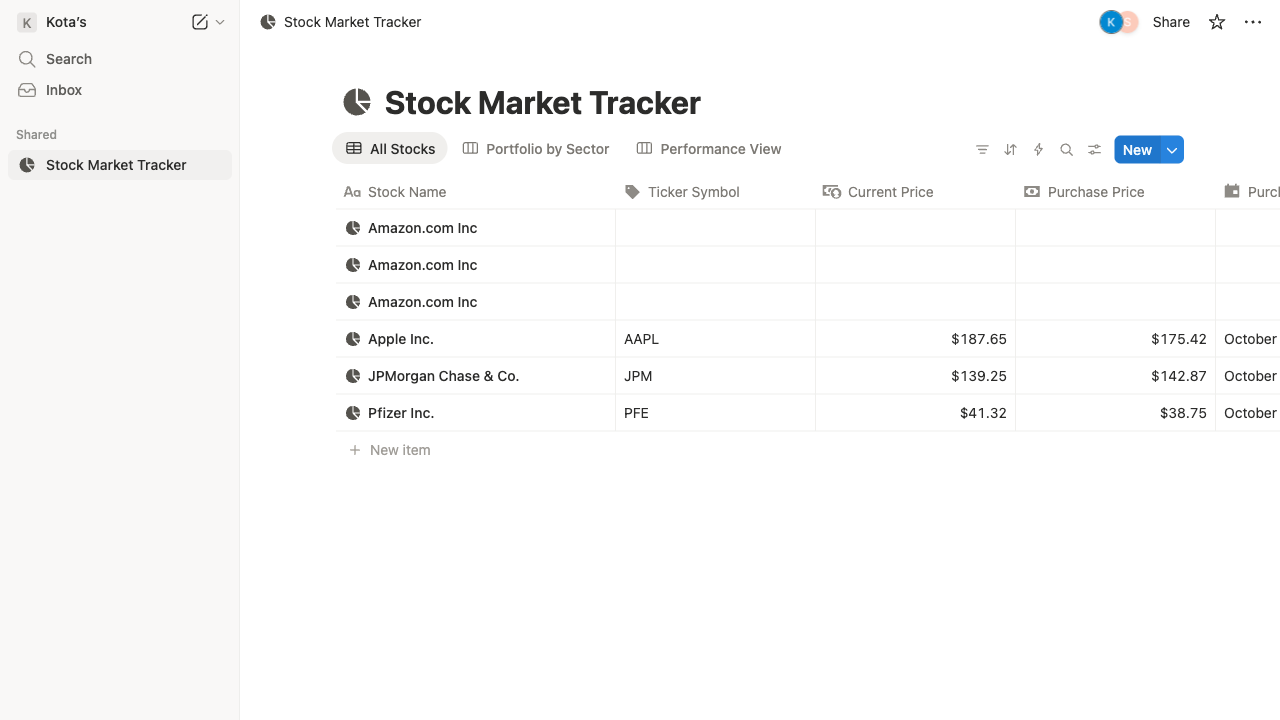 K Kota’s
Stock Market Tracker
K S
Share
Search
Inbox
Shared
Stock Market Tracker
Stock Market Tracker
All Stocks Portfolio by Sector Performance View New
Aa Stock Name Ticker Symbol Current Price Purchase Price Purch
Amazon.com Inc
Amazon.com Inc
Amazon.com Inc
Apple Inc. AAPL $187.65 $175.42 October
JPMorgan Chase & Co. JPM $139.25 $142.87 October
Pfizer Inc. PFE $41.32 $38.75 October
New item